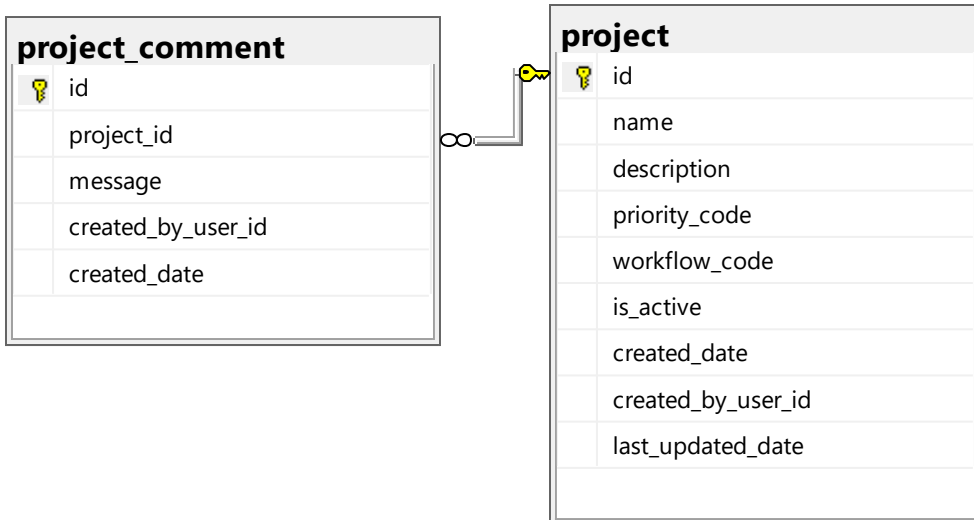 project_comment
id
project_id
message
created_by_user_id
created_date
project
id
name
description
priority_code
workflow_code
is_active
created_date
created_by_user_id
last_updated_date